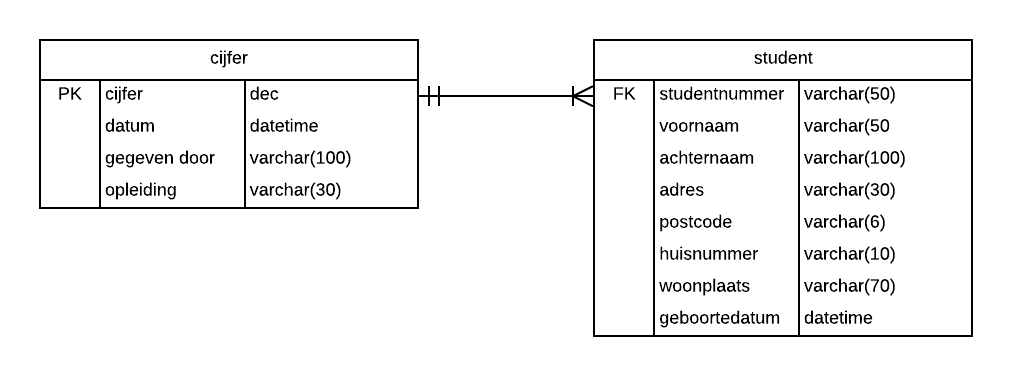 cijfer
PK cijfer dec
datum datetime
gegeven door varchar(100)
opleiding varchar(30)
student
FK studentnummer varchar(50)
voornaam varchar(50
achternaam varchar(100)
adres varchar(30)
postcode varchar(6)
huisnummer varchar(10)
woonplaats varchar(70)
geboortedatum datetime